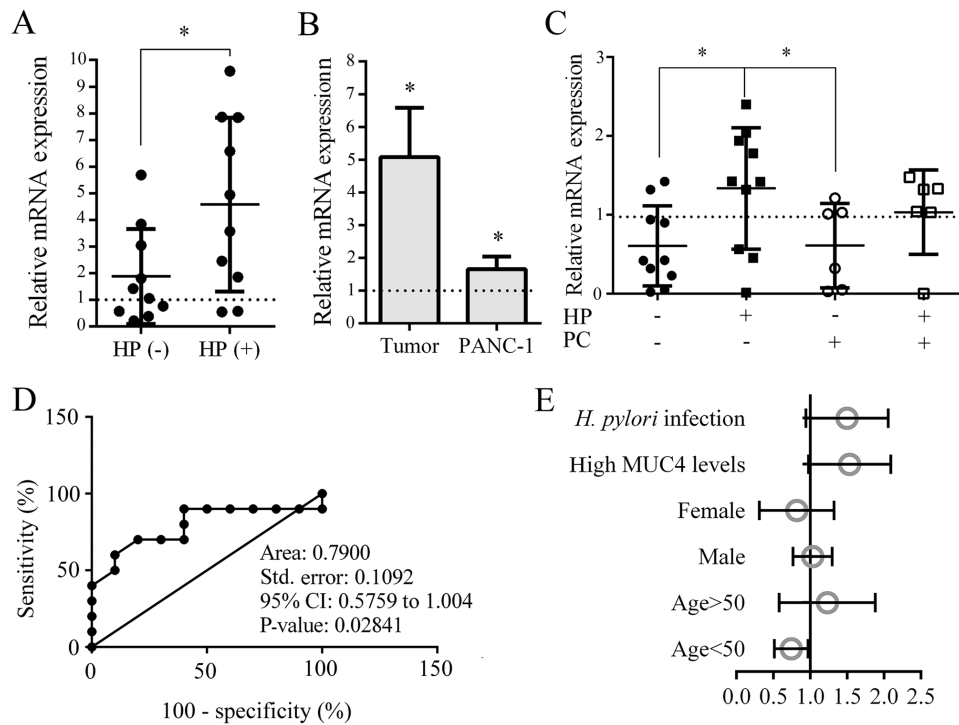 A
*
Relative mRNA expression
10
9
8
7
6
5
4
3
2
1
0
HP (-)
HP (+)
B
Relative mRNA expressionn
8
7
6
5
4
3
2
1
0
*
*
Tumor
PANC-1
C
*
*
Relative mRNA expression
3
2
1
0
HP - + - +
PC - - + +
D
Sensitivity (%)
150
100
50
0
Area: 0.7900
Std. error: 0.1092
95% CI: 0.5759 to 1.004
P-value: 0.02841
0 50 100 150
100 - specificity (%)
E
H. pylori infection
High MUC4 levels
Female
Male
Age>50
Age<50
0.0 0.5 1.0 1.5 2.0 2.5